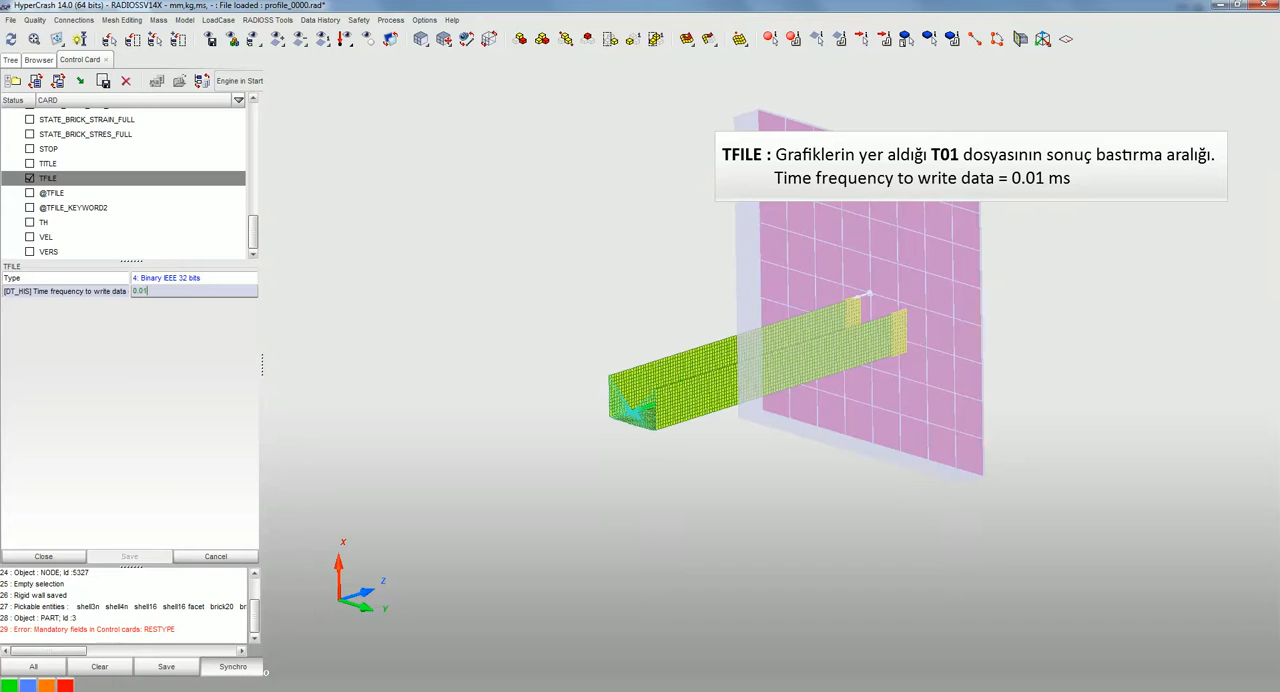 HyperCrash 14.0 (64 bits) - RADIOSSV14X - mm,kg,ms, - : File loaded : profile_0000.rad*
File Quality Connections Mesh Editing Mass Model LoadCase RADIOSS Tools Data History Safety Process Options Help
Tree Browser Control Card ×
Engine in Start
Status CARD
STATE_BRICK_STRAIN_FULL
STATE_BRICK_STRES_FULL
STOP
TITLE
TFILE
@TFILE
@TFILE_KEYWORD2
TH
VEL
VERS
TFILE
Type 4: Binary IEEE 32 bits
[DT_HIS] Time frequency to write data 0.01
Close Save Cancel
24 : Object : NODE; Id :5327
25 : Empty selection
26 : Rigid wall saved
27 : Pickable entities : shell3n shell4n shell16 shell16 facet brick20 br
28 : Object : PART; Id :3
29 : Error: Mandatory fields in Control cards: RESTYPE
All Clear Save Synchro
TFILE : Grafiklerin yer aldığı T01 dosyasının sonuç bastırma aralığı.
Time frequency to write data = 0.01 ms
X
Z
Y